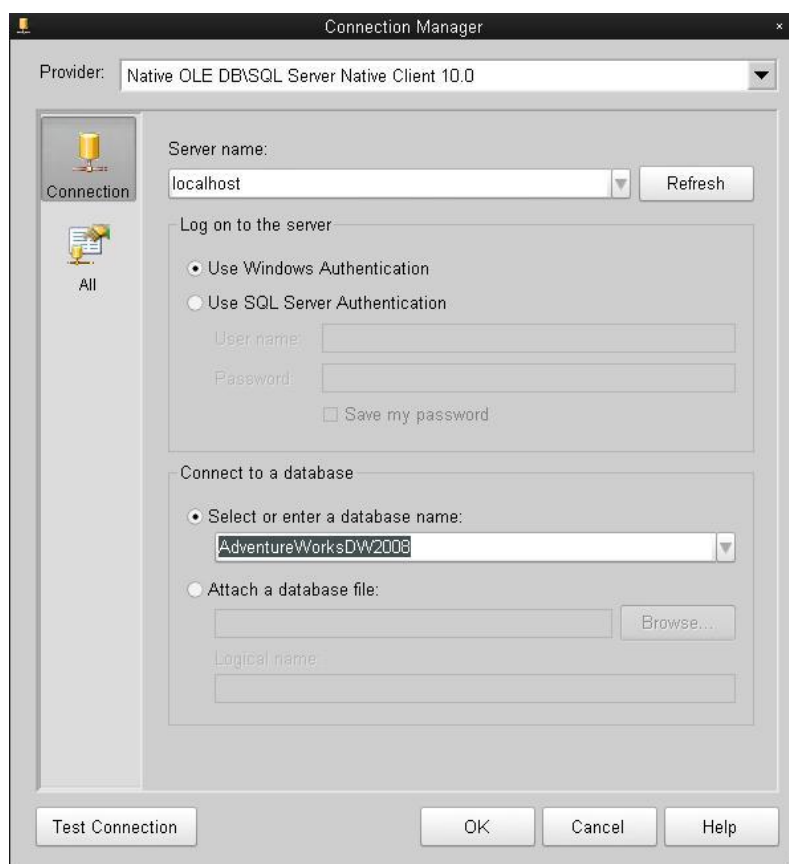 Connection Manager
Provider: Native OLE DB\SQL Server Native Client 10.0
Connection
All
Server name:
localhost
Refresh
Log on to the server
Use Windows Authentication
Use SQL Server Authentication
User name:
Password:
Save my password
Connect to a database
Select or enter a database name:
AdventureWorksDW2008
Attach a database file:
Browse...
Logical name:
Test Connection
OK
Cancel
Help